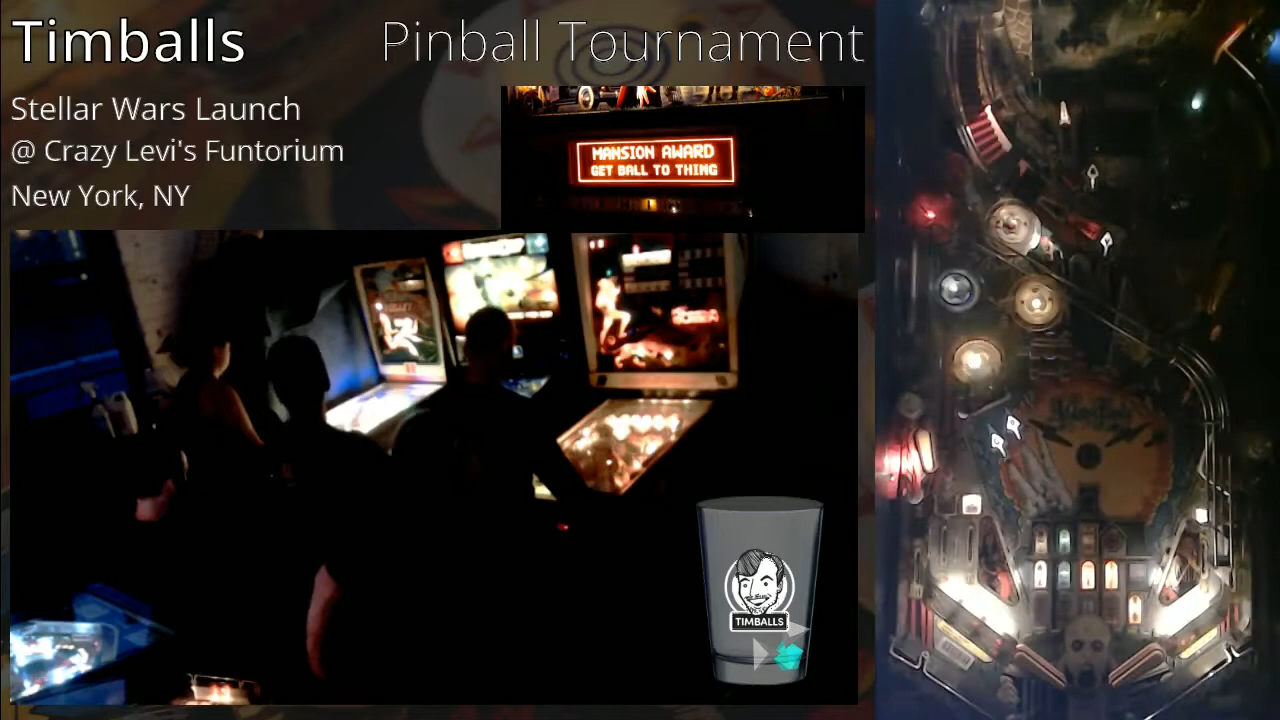 Timballs
Pinball Tournament
Stellar Wars Launch
@ Crazy Levi's Funtorium
New York, NY
MANSION AWARD
GET BALL TO THING
TIMBALLS